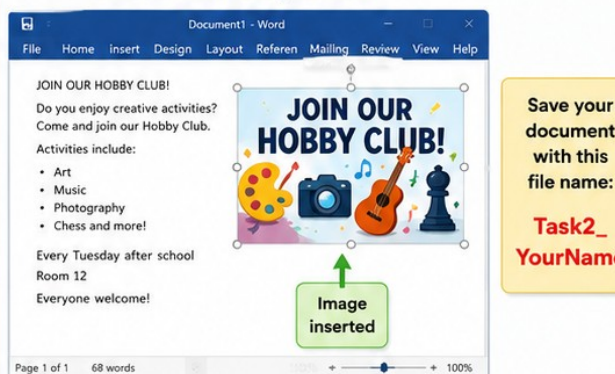 Document1 - Word
File Home insert Design Layout Referen Mailing Review View Help
JOIN OUR HOBBY CLUB!
Do you enjoy creative activities?
Come and join our Hobby Club.
Activities include:
• Art
• Music
• Photography
• Chess and more!
Every Tuesday after school
Room 12
Everyone welcome!
JOIN OUR
HOBBY CLUB!
Image
inserted
Page 1 of 1 68 words 100%
Save your
document
with this
file name:
Task2_
YourName